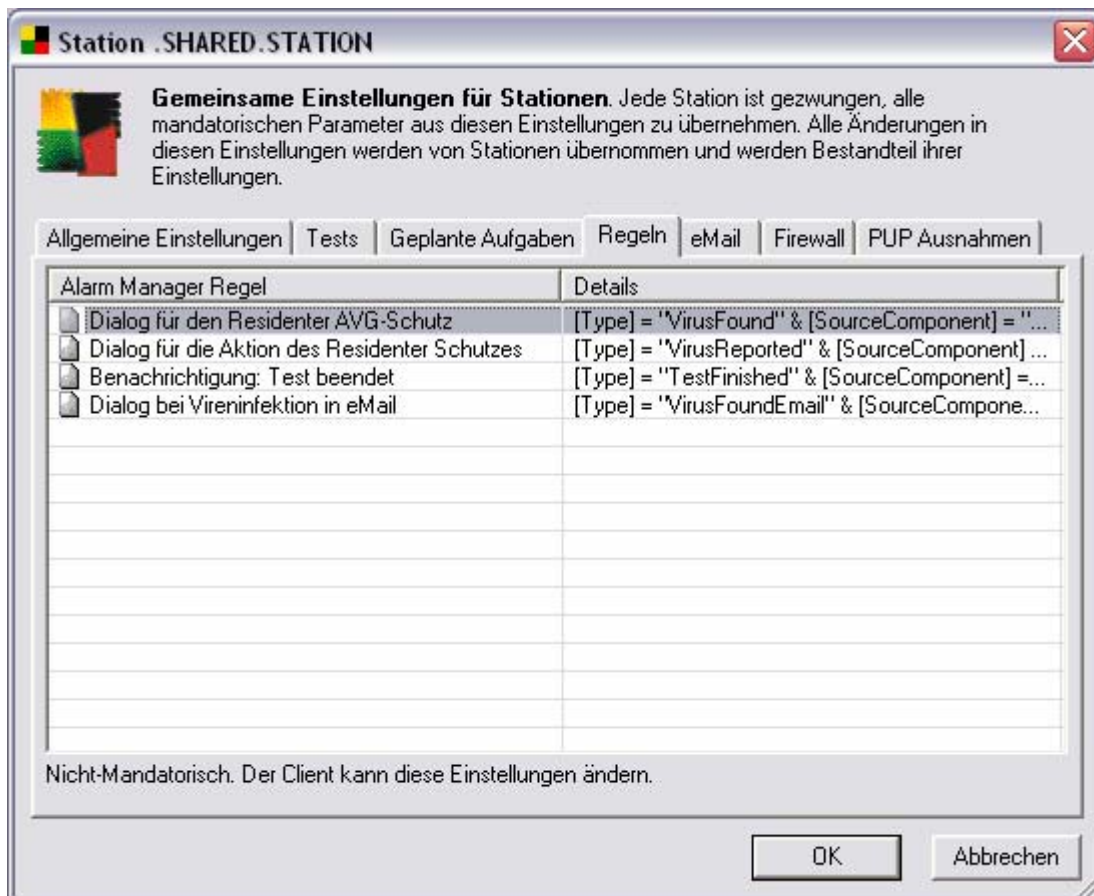 Station .SHARED.STATION
Gemeinsame Einstellungen für Stationen. Jede Station ist gezwungen, alle
mandatorischen Parameter aus diesen Einstellungen zu übernehmen. Alle Änderungen in
diesen Einstellungen werden von Stationen übernommen und werden Bestandteil ihrer
Einstellungen.
Allgemeine Einstellungen Tests Geplante Aufgaben Regeln eMail Firewall PUP Ausnahmen
Alarm Manager Regel Details
Dialog für den Residenter AVG-Schutz [Type] = "VirusFound" & [SourceComponent] = "...
Dialog für die Aktion des Residenter Schutzes [Type] = "VirusReported" & [SourceComponent] ...
Benachrichtigung: Test beendet [Type] = "TestFinished" & [SourceComponent] =...
Dialog bei Vireninfektion in eMail [Type] = "VirusFoundEmail" & [SourceCompone...
Nicht-Mandatorisch. Der Client kann diese Einstellungen ändern.
OK Abbrechen